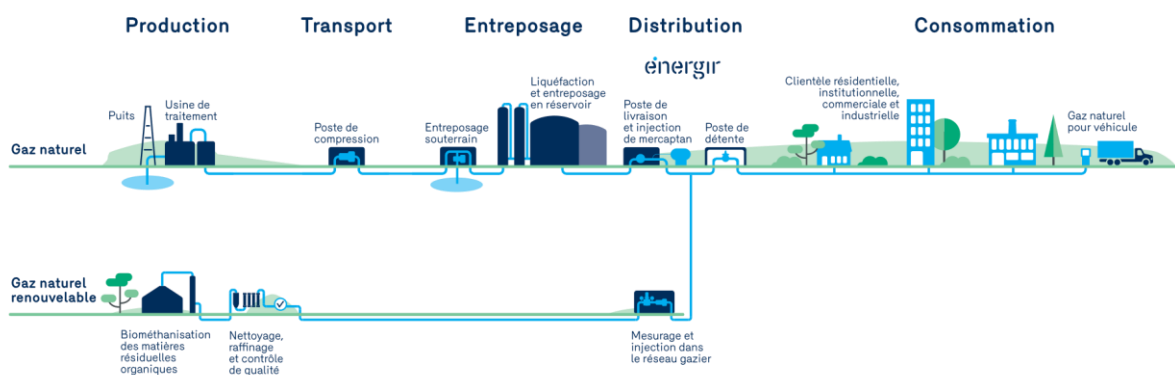 Production
Transport
Entreposage
Distribution
Consommation
énergir
Gaz naturel
Puits
Usine de
traitement
Poste de
compression
Entreposage
souterrain
Liquéfaction
et entreposage
en réservoir
Poste de
livraison
et injection
de mercaptan
Poste de
détente
Clientèle résidentielle,
institutionnelle,
commerciale et
industrielle
Gaz naturel
pour véhicule
Gaz naturel
renouvelable
Biométhanisation
des matières
résiduelles
organiques
Nettoyage,
raffinage
et contrôle
de qualité
Mesurage et
injection dans
le réseau gazier